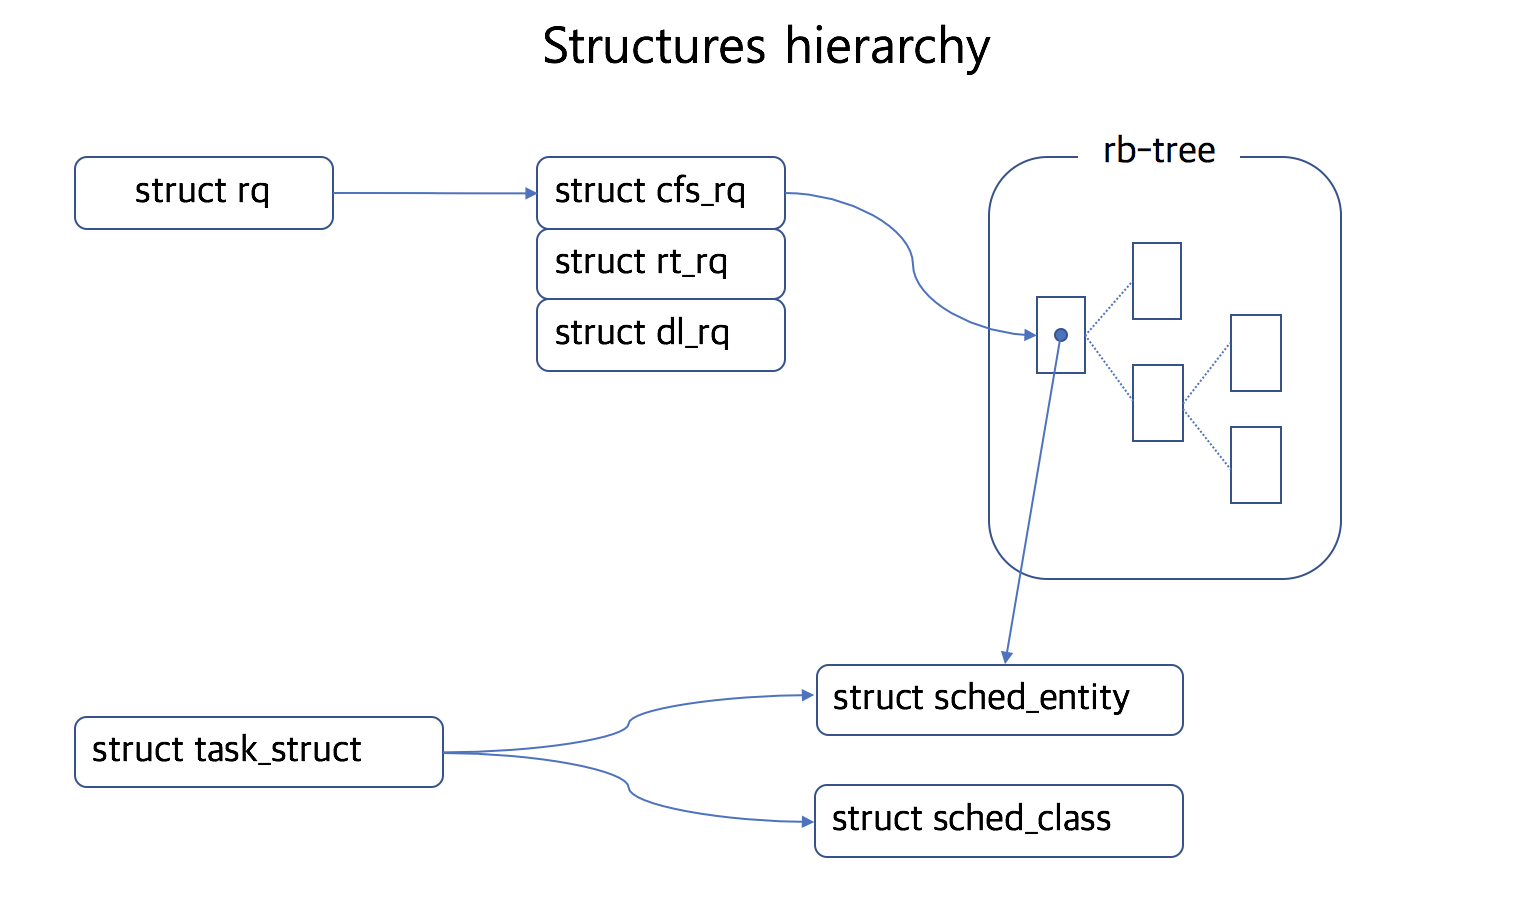 Structures hierarchy
rb-tree
struct rq
struct cfs_rq
struct rt_rq
struct dl_rq
struct sched_entity
struct task_struct
struct sched_class